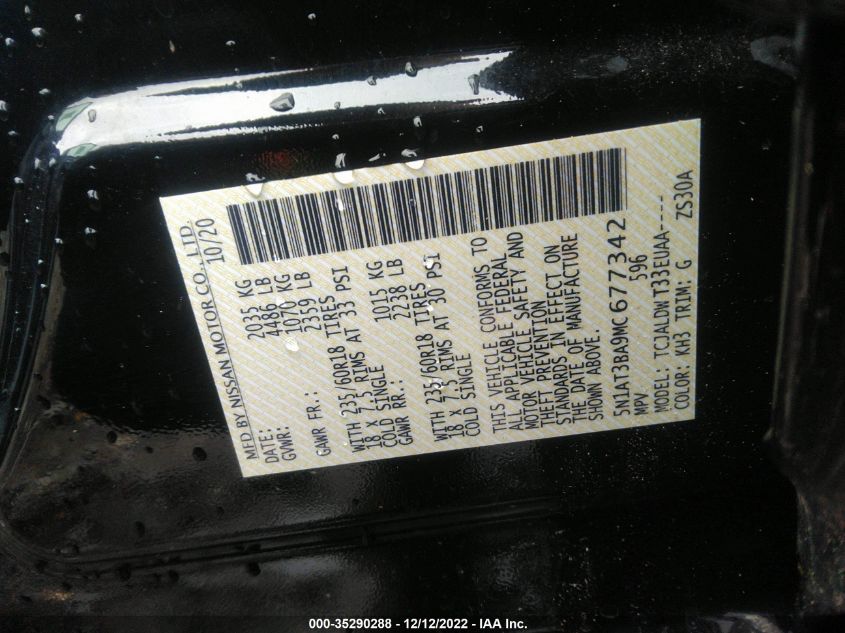 MFD BY NISSAN MOTOR CO., LTD.
DATE: 10/20
GVWR: 2035 KG
4486 LB
GAWR FR.: 1070 KG
2359 LB
WITH 235/60R18 TIRES
18 x 7.5 RIMS AT 33 PSI
COLD SINGLE
GAWR RR.: 1015 KG
2238 LB
WITH 235/60R18 TIRES
18 x 7.5 RIMS AT 30 PSI
COLD SINGLE
THIS VEHICLE CONFORMS TO
ALL APPLICABLE FEDERAL
MOTOR VEHICLE SAFETY AND
THEFT PREVENTION
STANDARDS IN EFFECT ON
THE DATE OF MANUFACTURE
SHOWN ABOVE.
5N1AT3BA9MC677342
MPV 596
MODEL: TCJALDWT33EUAA----
COLOR: KH3 TRIM: G ZS30A
000-35290288 - 12/12/2022 - IAA Inc.